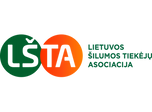 LŠTA
LIETUVOS
ŠILUMOS TIEKĖJŲ
ASOCIACIJA